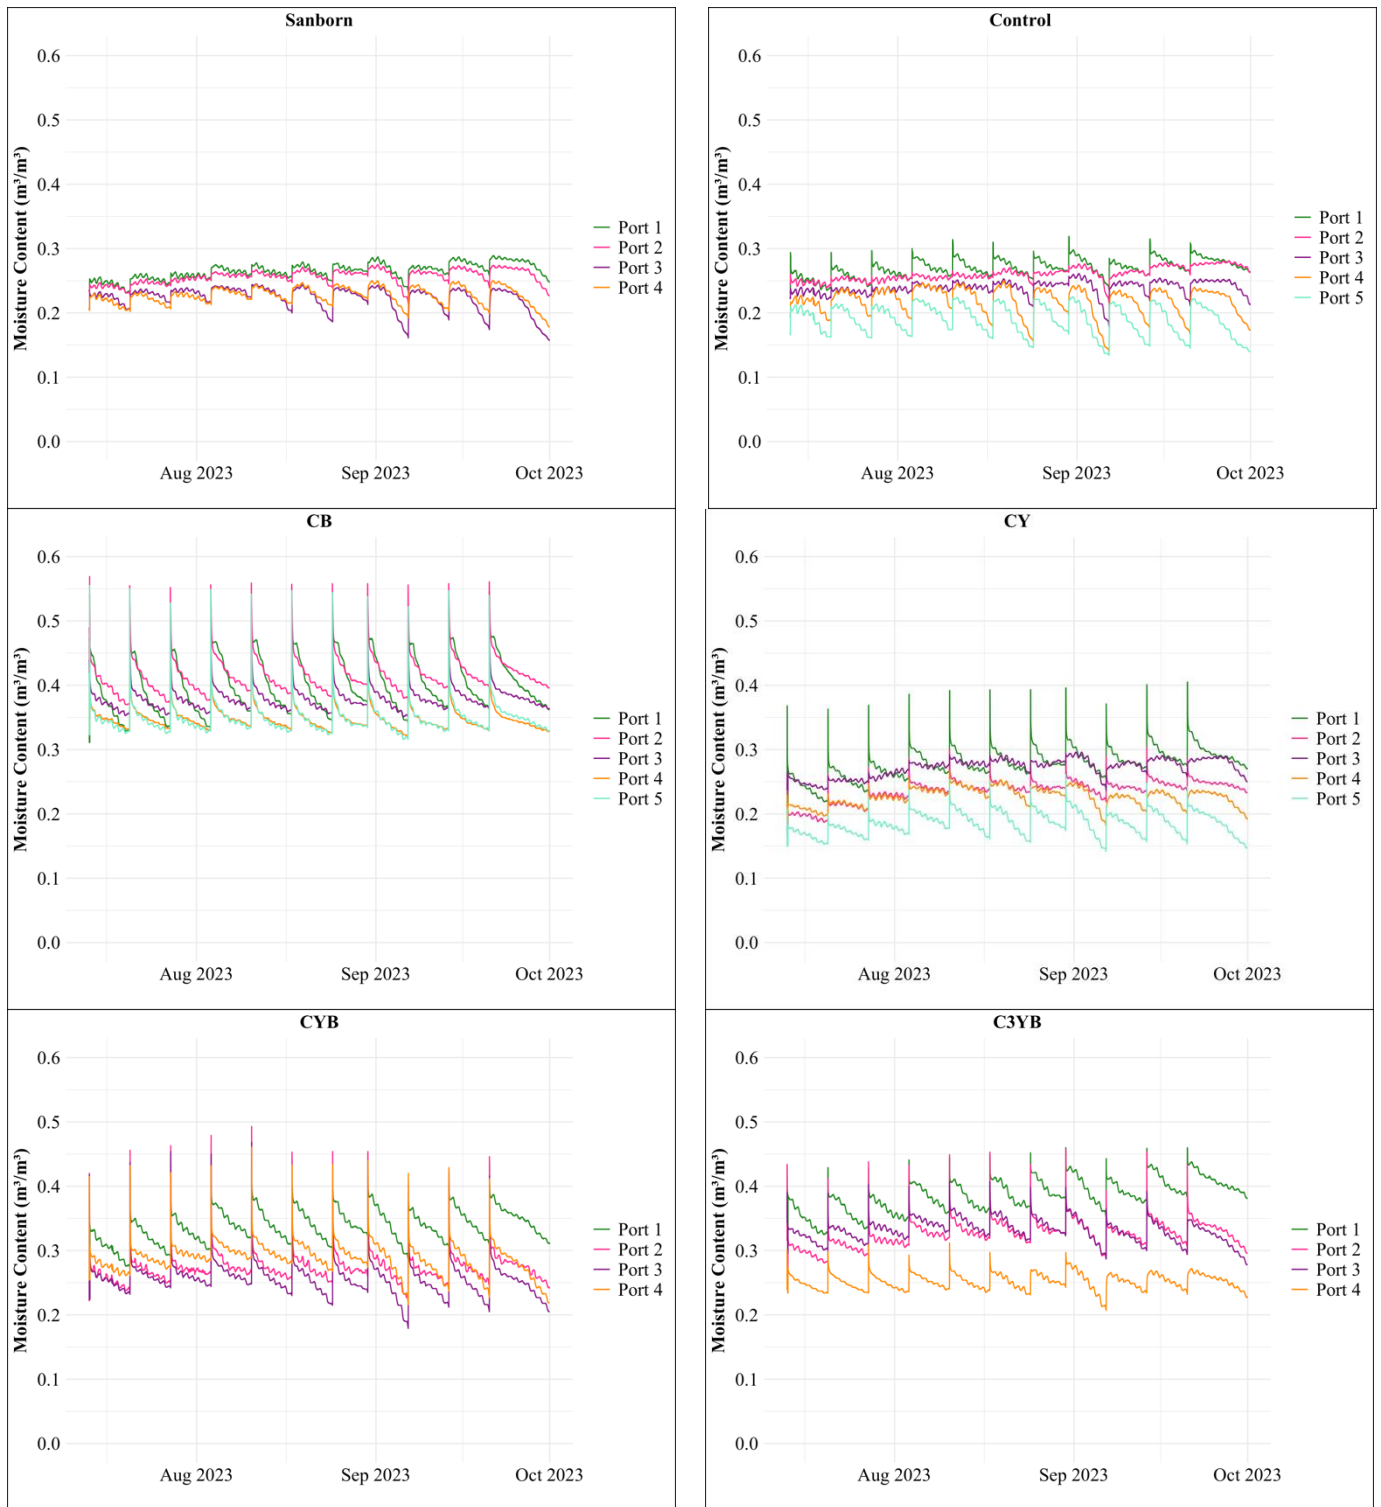 Sanborn
Moisture Content (m³/m³)
0.6
0.5
0.4
0.3
0.2
0.1
0.0
Aug 2023 Sep 2023 Oct 2023
Port 1
Port 2
Port 3
Port 4
Control
Moisture Content (m³/m³)
0.6
0.5
0.4
0.3
0.2
0.1
0.0
Aug 2023 Sep 2023 Oct 2023
Port 1
Port 2
Port 3
Port 4
Port 5
CB
Moisture Content (m³/m³)
0.6
0.5
0.4
0.3
0.2
0.1
0.0
Aug 2023 Sep 2023 Oct 2023
Port 1
Port 2
Port 3
Port 4
Port 5
CY
Moisture Content (m³/m³)
0.6
0.5
0.4
0.3
0.2
0.1
0.0
Aug 2023 Sep 2023 Oct 2023
Port 1
Port 2
Port 3
Port 4
Port 5
CYB
Moisture Content (m³/m³)
0.6
0.5
0.4
0.3
0.2
0.1
0.0
Aug 2023 Sep 2023 Oct 2023
Port 1
Port 2
Port 3
Port 4
C3YB
Moisture Content (m³/m³)
0.6
0.5
0.4
0.3
0.2
0.1
0.0
Aug 2023 Sep 2023 Oct 2023
Port 1
Port 2
Port 3
Port 4